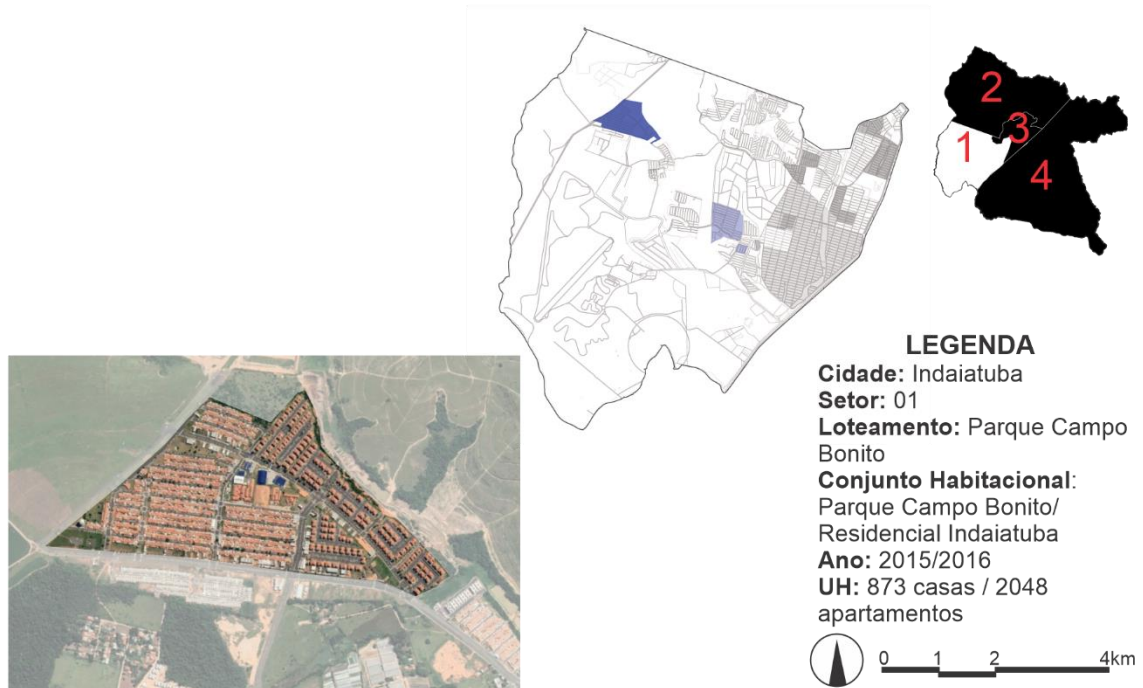 2
3
1
4
LEGENDA
Cidade: Indaiatuba
Setor: 01
Loteamento: Parque Campo
Bonito
Conjunto Habitacional:
Parque Campo Bonito/
Residencial Indaiatuba
Ano: 2015/2016
UH: 873 casas / 2048
apartamentos
0 1 2 4km